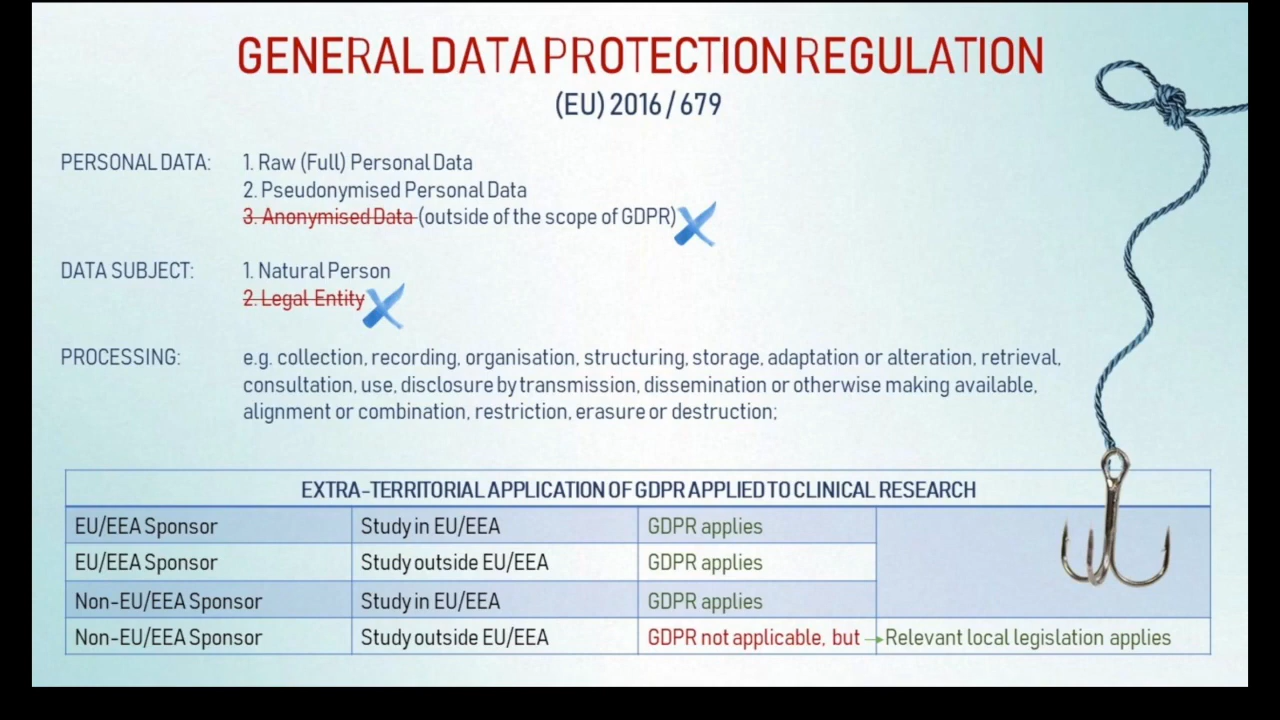 GENERAL DATA PROTECTION REGULATION
(EU) 2016 / 679
PERSONAL DATA: 1. Raw (Full) Personal Data
2. Pseudonymised Personal Data
3. Anonymised Data (outside of the scope of GDPR)
DATA SUBJECT: 1. Natural Person
2. Legal Entity
PROCESSING: e.g. collection, recording, organisation, structuring, storage, adaptation or alteration, retrieval,
consultation, use, disclosure by transmission, dissemination or otherwise making available,
alignment or combination, restriction, erasure or destruction;
EXTRA-TERRITORIAL APPLICATION OF GDPR APPLIED TO CLINICAL RESEARCH
EU/EEA Sponsor Study in EU/EEA GDPR applies
EU/EEA Sponsor Study outside EU/EEA GDPR applies
Non-EU/EEA Sponsor Study in EU/EEA GDPR applies
Non-EU/EEA Sponsor Study outside EU/EEA GDPR not applicable, but → Relevant local legislation applies